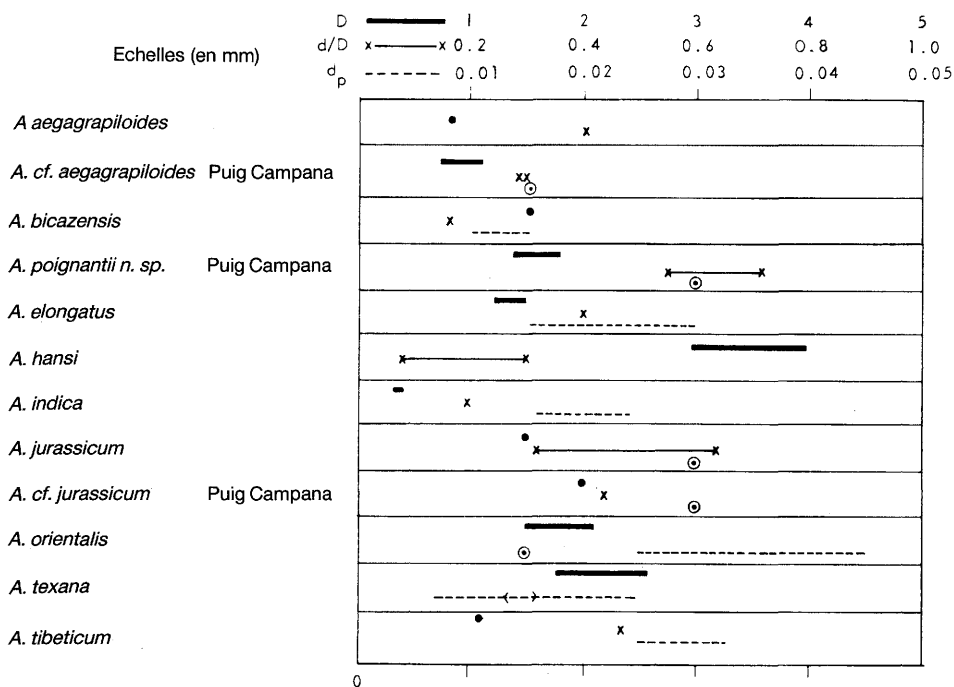 D 1 2 3 4 5
Echelles (en mm) d/D x x 0.2 0.4 0.6 0.8 1.0
dp 0.01 0.02 0.03 0.04 0.05
A aegagrapiloides
A. cf. aegagrapiloides Puig Campana
A. bicazensis
A. poignantii n. sp. Puig Campana
A. elongatus
A. hansi
A. indica
A. jurassicum
A. cf. jurassicum Puig Campana
A. orientalis
A. texana
A. tibeticum
0